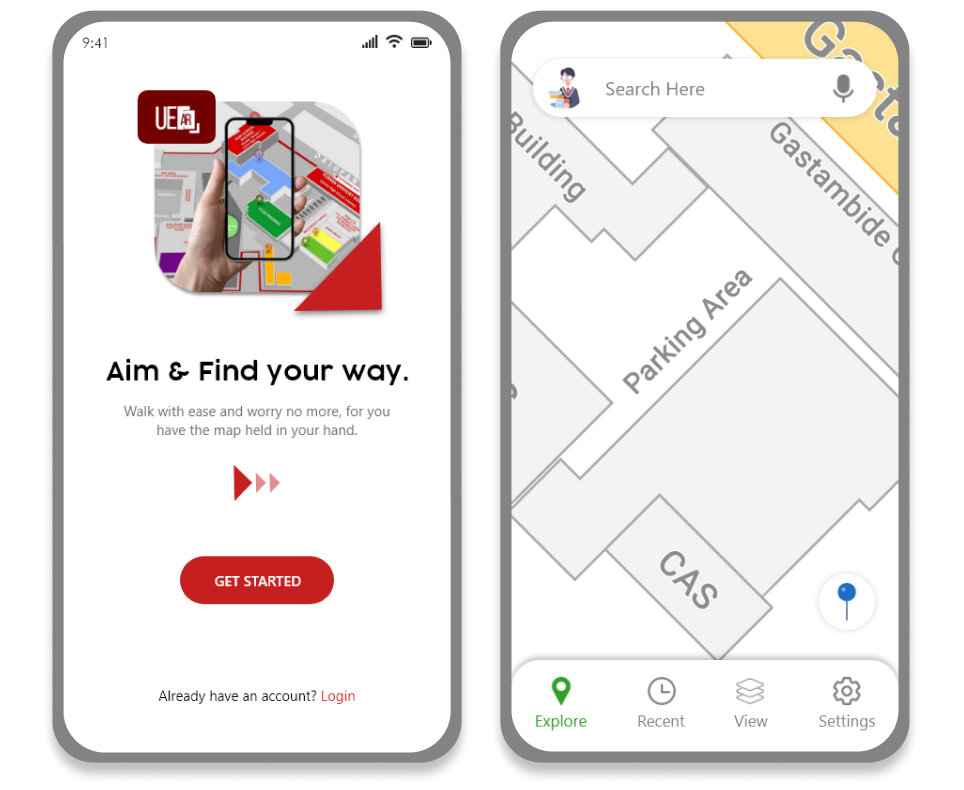 9:41
UE AR
Aim & Find your way.
Walk with ease and worry no more, for you
have the map held in your hand.
GET STARTED
Already have an account? Login
Search Here
Building
Gastambide
Parking Area
CAS
Explore
Recent
View
Settings